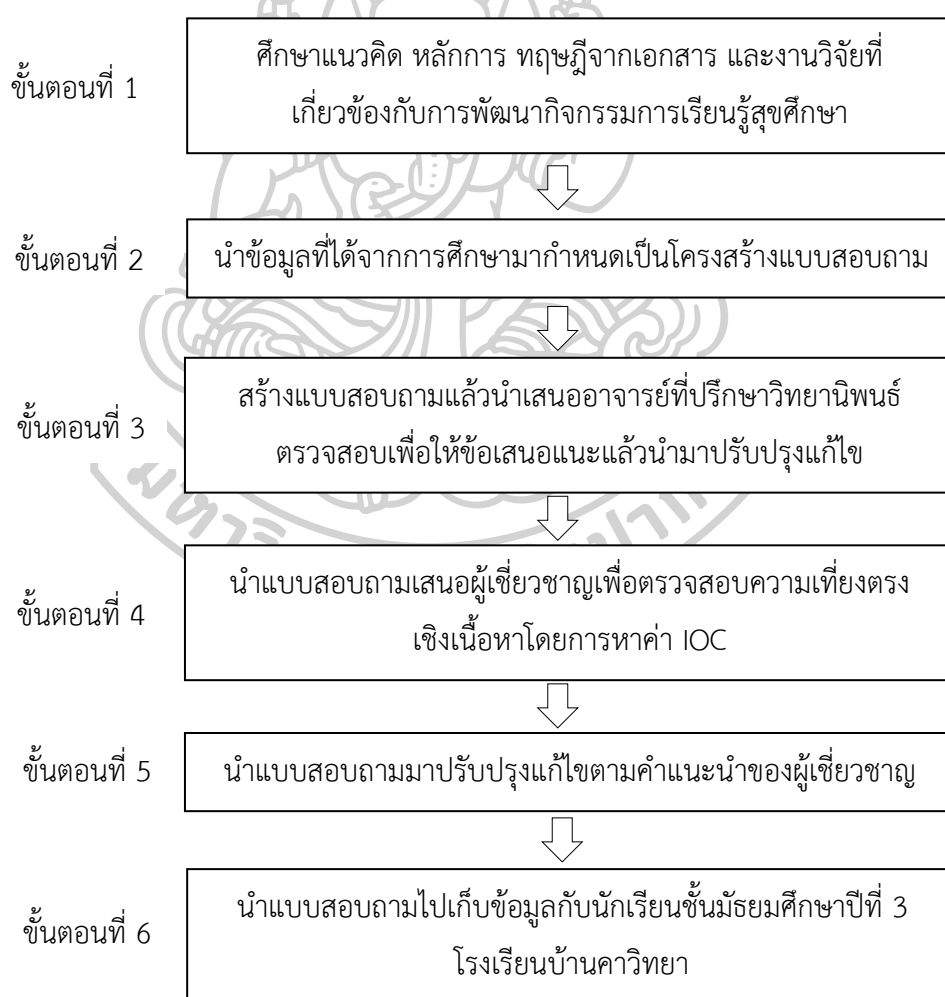 ขั้นตอนที่ 1
ศึกษาแนวคิด หลักการ ทฤษฎีจากเอกสาร และงานวิจัยที่
เกี่ยวข้องกับการพัฒนากิจกรรมการเรียนรู้สุขศึกษา
ขั้นตอนที่ 2
นำข้อมูลที่ได้จากการศึกษามากำหนดเป็นโครงสร้างแบบสอบถาม
ขั้นตอนที่ 3
สร้างแบบสอบถามแล้วนำเสนออาจารย์ที่ปรึกษาวิทยานิพนธ์
ตรวจสอบเพื่อให้ข้อเสนอแนะแล้วนำมาปรับปรุงแก้ไข
ขั้นตอนที่ 4
นำแบบสอบถามเสนอผู้เชี่ยวชาญเพื่อตรวจสอบความเที่ยงตรง
เชิงเนื้อหาโดยการหาค่า IOC
ขั้นตอนที่ 5
นำแบบสอบถามมาปรับปรุงแก้ไขตามคำแนะนำของผู้เชี่ยวชาญ
ขั้นตอนที่ 6
นำแบบสอบถามไปเก็บข้อมูลกับนักเรียนชั้นมัธยมศึกษาปีที่ 3
โรงเรียนบ้านคาวิทยา